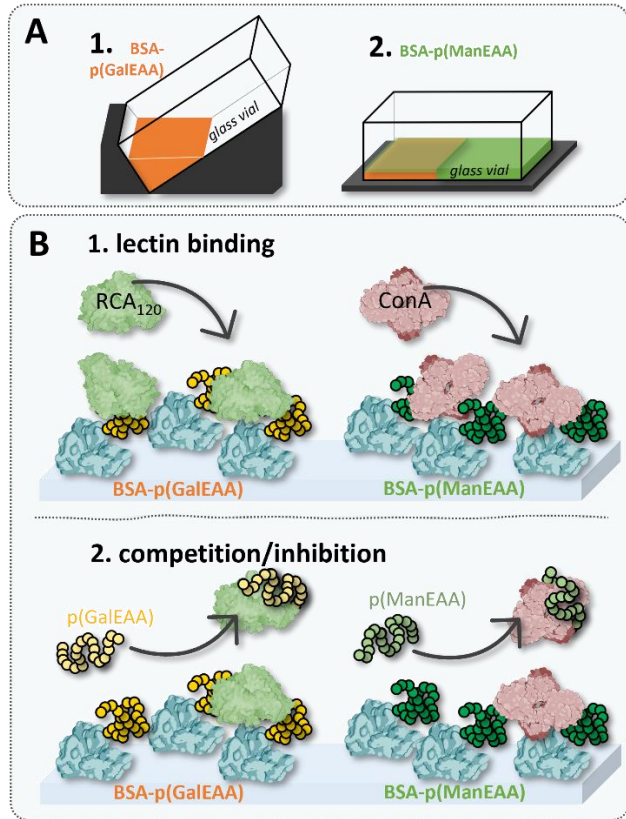 A
1. BSA-
p(GalEAA)
glass vial
2. BSA-p(ManEAA)
glass vial
B
1. lectin binding
RCA120
ConA
BSA-p(GalEAA)
BSA-p(ManEAA)
2. competition/inhibition
p(GalEAA)
p(ManEAA)
BSA-p(GalEAA)
BSA-p(ManEAA)